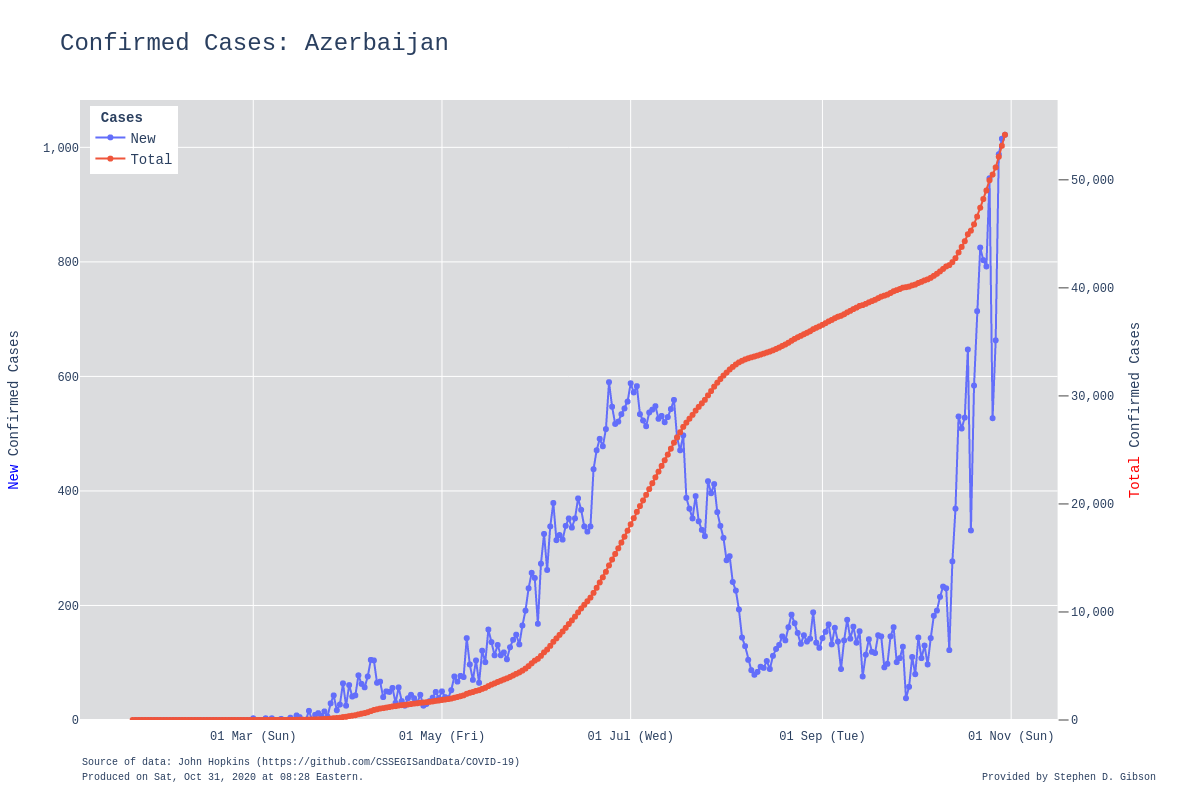 Confirmed Cases: Azerbaijan
Cases
New
Total
1,000
800
600
400
200
0
50,000
40,000
30,000
20,000
10,000
0
New Confirmed Cases
Total Confirmed Cases
01 Mar (Sun)
01 May (Fri)
01 Jul (Wed)
01 Sep (Tue)
01 Nov (Sun)
Source of data: John Hopkins (https://github.com/CSSEGISandData/COVID-19)
Produced on Sat, Oct 31, 2020 at 08:28 Eastern.
Provided by Stephen D. Gibson